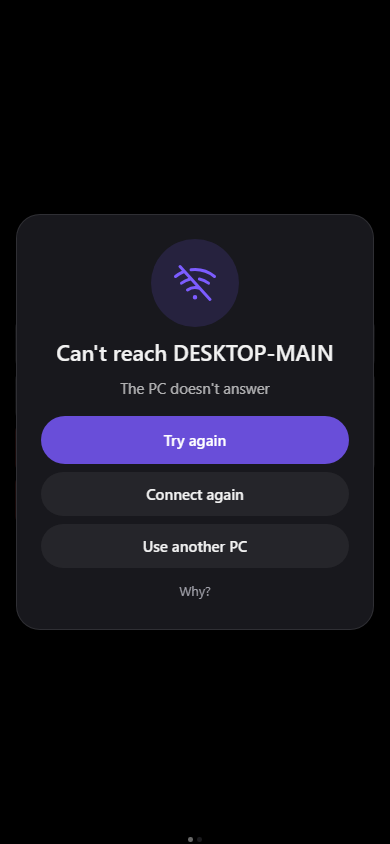 Can't reach DESKTOP-MAIN
The PC doesn't answer
Try again
Connect again
Use another PC
Why?